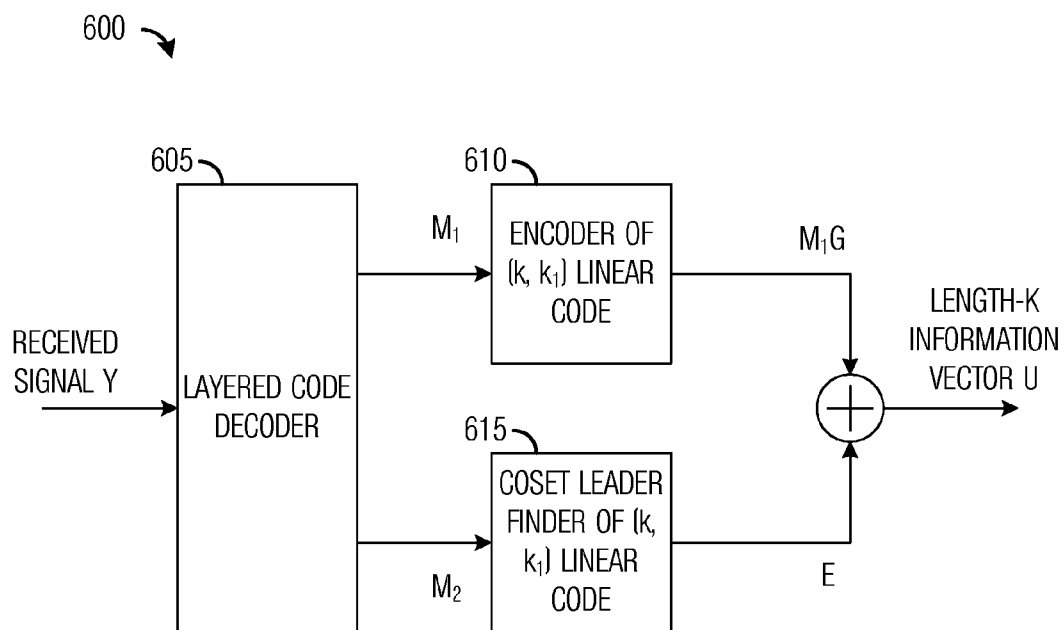 600
605
610
M₁
ENCODER OF
(k, k₁) LINEAR
CODE
M₁G
RECEIVED
SIGNAL Y
LAYERED CODE
DECODER
LENGTH-K
INFORMATION
VECTOR U
615
COSET LEADER
FINDER OF (k,
k₁) LINEAR
CODE
M₂
E